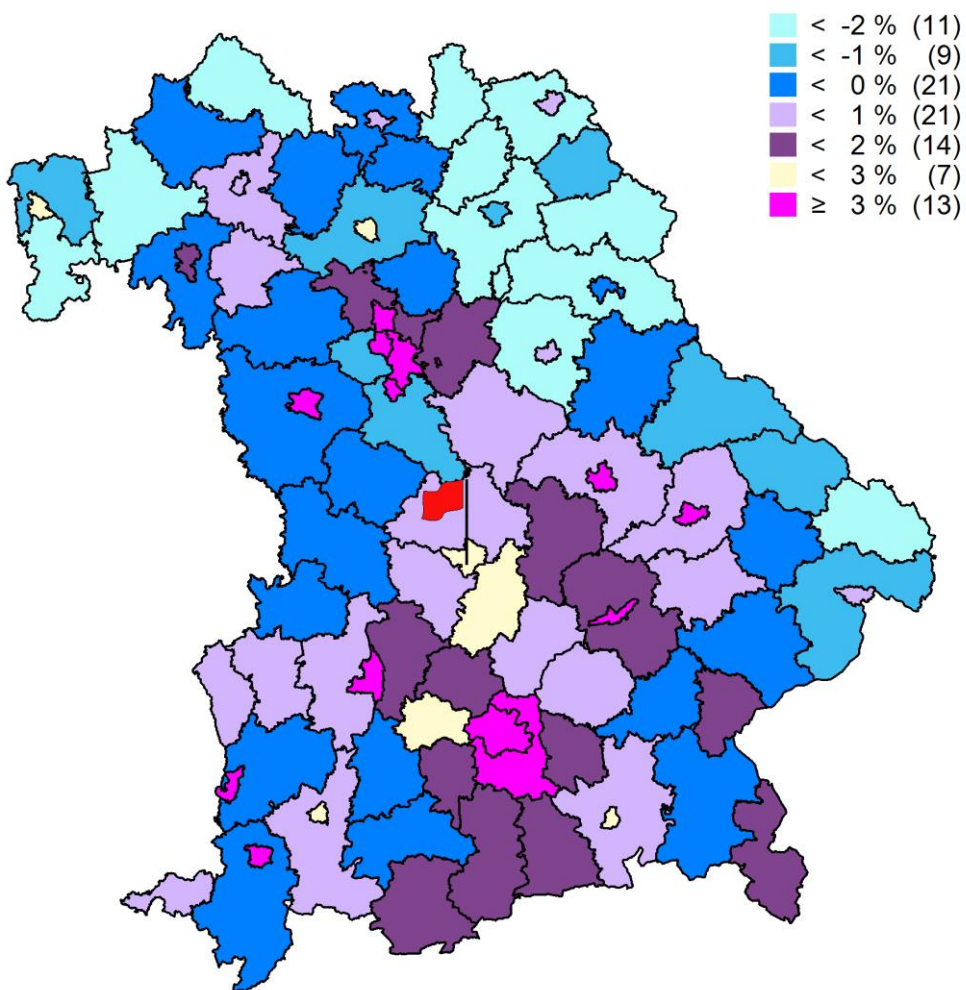 < -2 % (11)
< -1 % (9)
< 0 % (21)
< 1 % (21)
< 2 % (14)
< 3 % (7)
≥ 3 % (13)